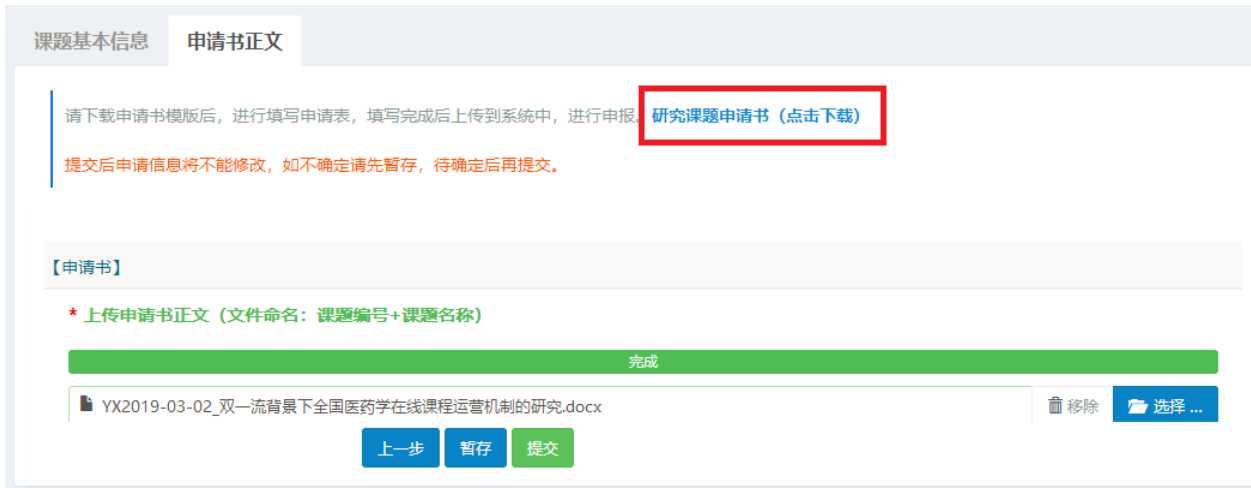 课题基本信息 申请书正文
请下载申请书模版后，进行填写申请表，填写完成后上传到系统中，进行申报。研究课题申请书（点击下载）
提交后申请信息将不能修改，如不确定请先暂存，待确定后再提交。
【申请书】
* 上传申请书正文（文件命名：课题编号+课题名称）
完成
YX2019-03-02_双一流背景下全国医药学在线课程运营机制的研究.docx 移除 选择 ...
上一步 暂存 提交